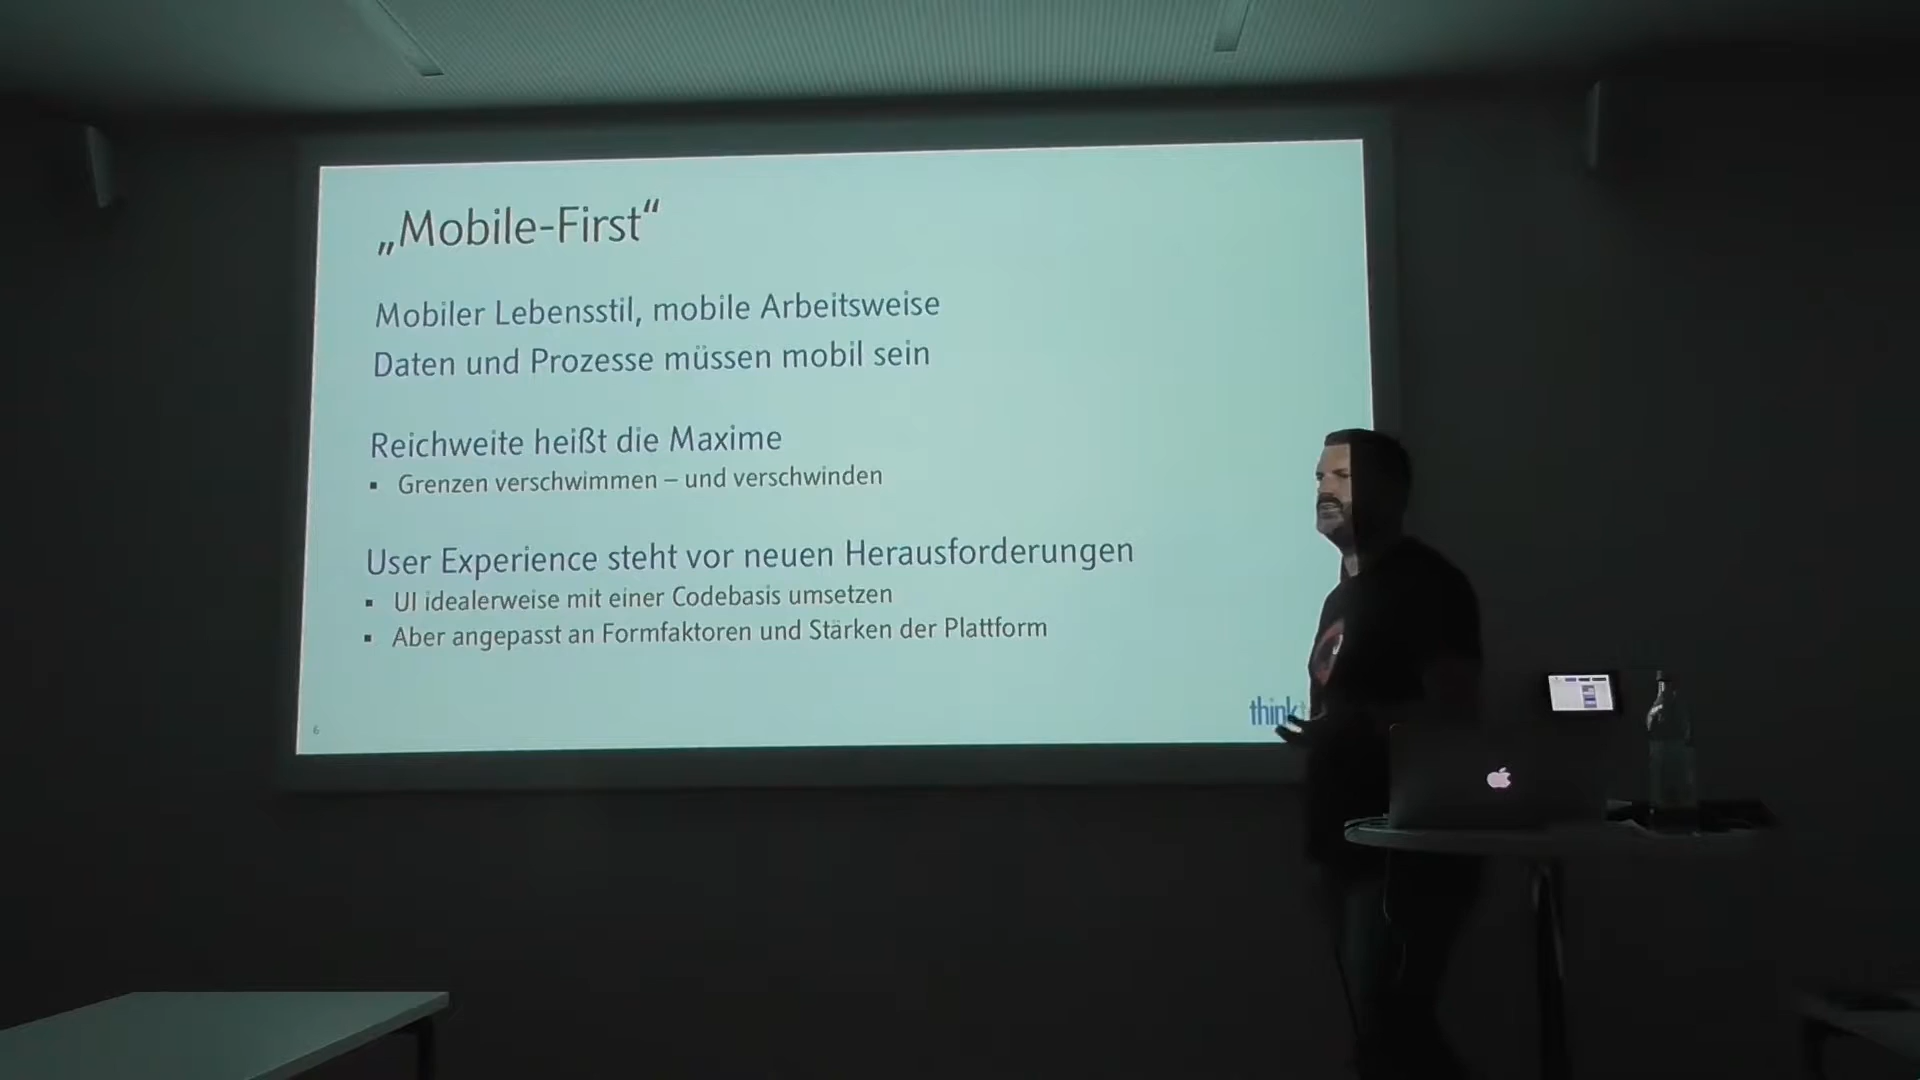 „Mobile-First“
Mobiler Lebensstil, mobile Arbeitsweise
Daten und Prozesse müssen mobil sein
Reichweite heißt die Maxime
▪ Grenzen verschwimmen – und verschwinden
User Experience steht vor neuen Herausforderungen
▪ UI idealerweise mit einer Codebasis umsetzen
▪ Aber angepasst an Formfaktoren und Stärken der Plattform
6
think